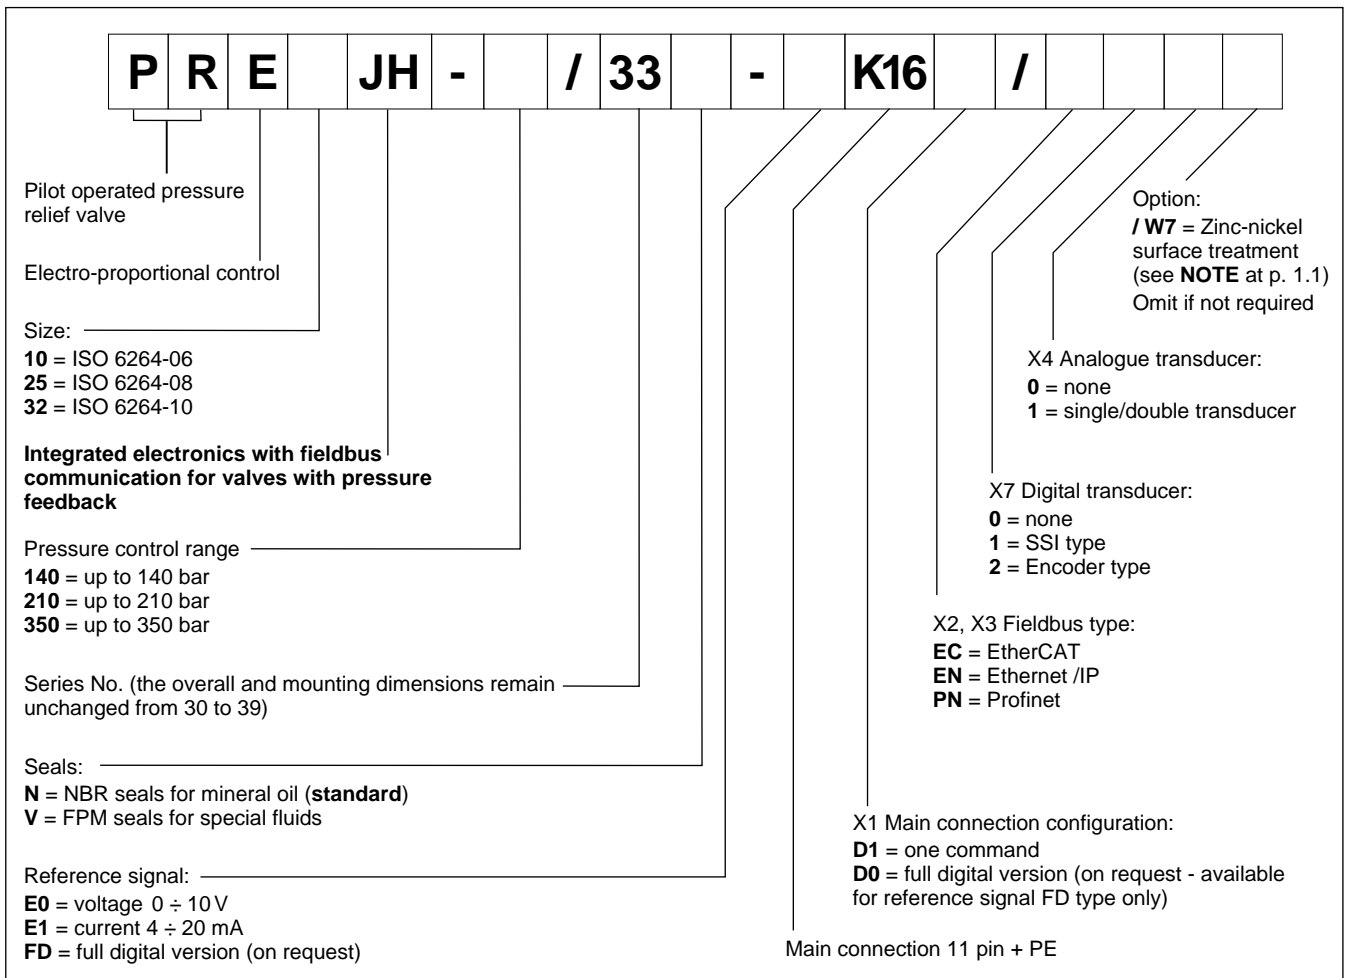 P R E JH - / 33 - K16 /
Pilot operated pressure
relief valve
Electro-proportional control
Size:
10 = ISO 6264-06
25 = ISO 6264-08
32 = ISO 6264-10
Integrated electronics with fieldbus
communication for valves with pressure
feedback
Pressure control range
140 = up to 140 bar
210 = up to 210 bar
350 = up to 350 bar
Series No. (the overall and mounting dimensions remain
unchanged from 30 to 39)
Seals:
N = NBR seals for mineral oil (standard)
V = FPM seals for special fluids
Reference signal:
E0 = voltage 0 ÷ 10 V
E1 = current 4 ÷ 20 mA
FD = full digital version (on request)
Option:
/ W7 = Zinc-nickel
surface treatment
(see NOTE at p. 1.1)
Omit if not required
X4 Analogue transducer:
0 = none
1 = single/double transducer
X7 Digital transducer:
0 = none
1 = SSI type
2 = Encoder type
X2, X3 Fieldbus type:
EC = EtherCAT
EN = Ethernet /IP
PN = Profinet
X1 Main connection configuration:
D1 = one command
D0 = full digital version (on request - available
for reference signal FD type only)
Main connection 11 pin + PE